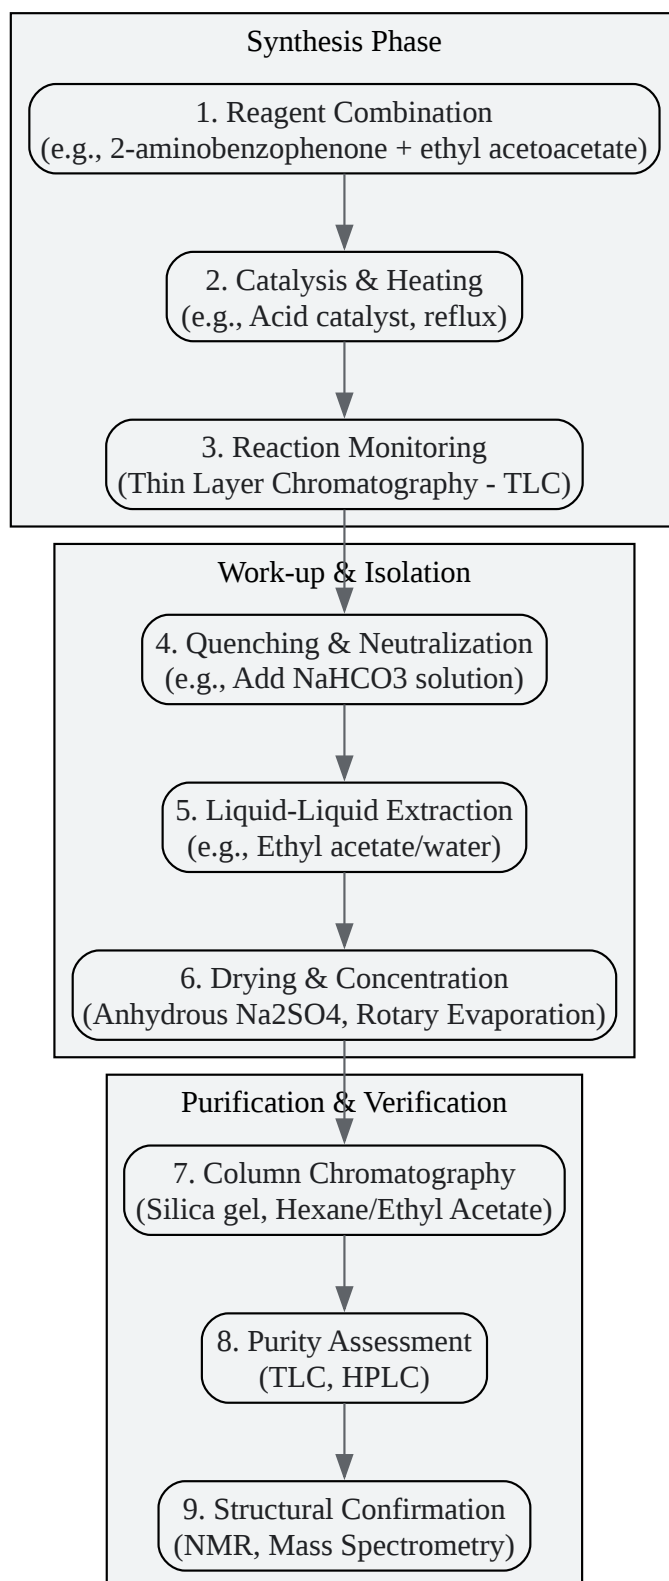 Synthesis Phase
1. Reagent Combination
(e.g., 2-aminobenzophenone + ethyl acetoacetate)
2. Catalysis & Heating
(e.g., Acid catalyst, reflux)
3. Reaction Monitoring
(Thin Layer Chromatography - TLC)
Work-up & Isolation
4. Quenching & Neutralization
(e.g., Add NaHCO3 solution)
5. Liquid-Liquid Extraction
(e.g., Ethyl acetate/water)
6. Drying & Concentration
(Anhydrous Na2SO4, Rotary Evaporation)
Purification & Verification
7. Column Chromatography
(Silica gel, Hexane/Ethyl Acetate)
8. Purity Assessment
(TLC, HPLC)
9. Structural Confirmation
(NMR, Mass Spectrometry)